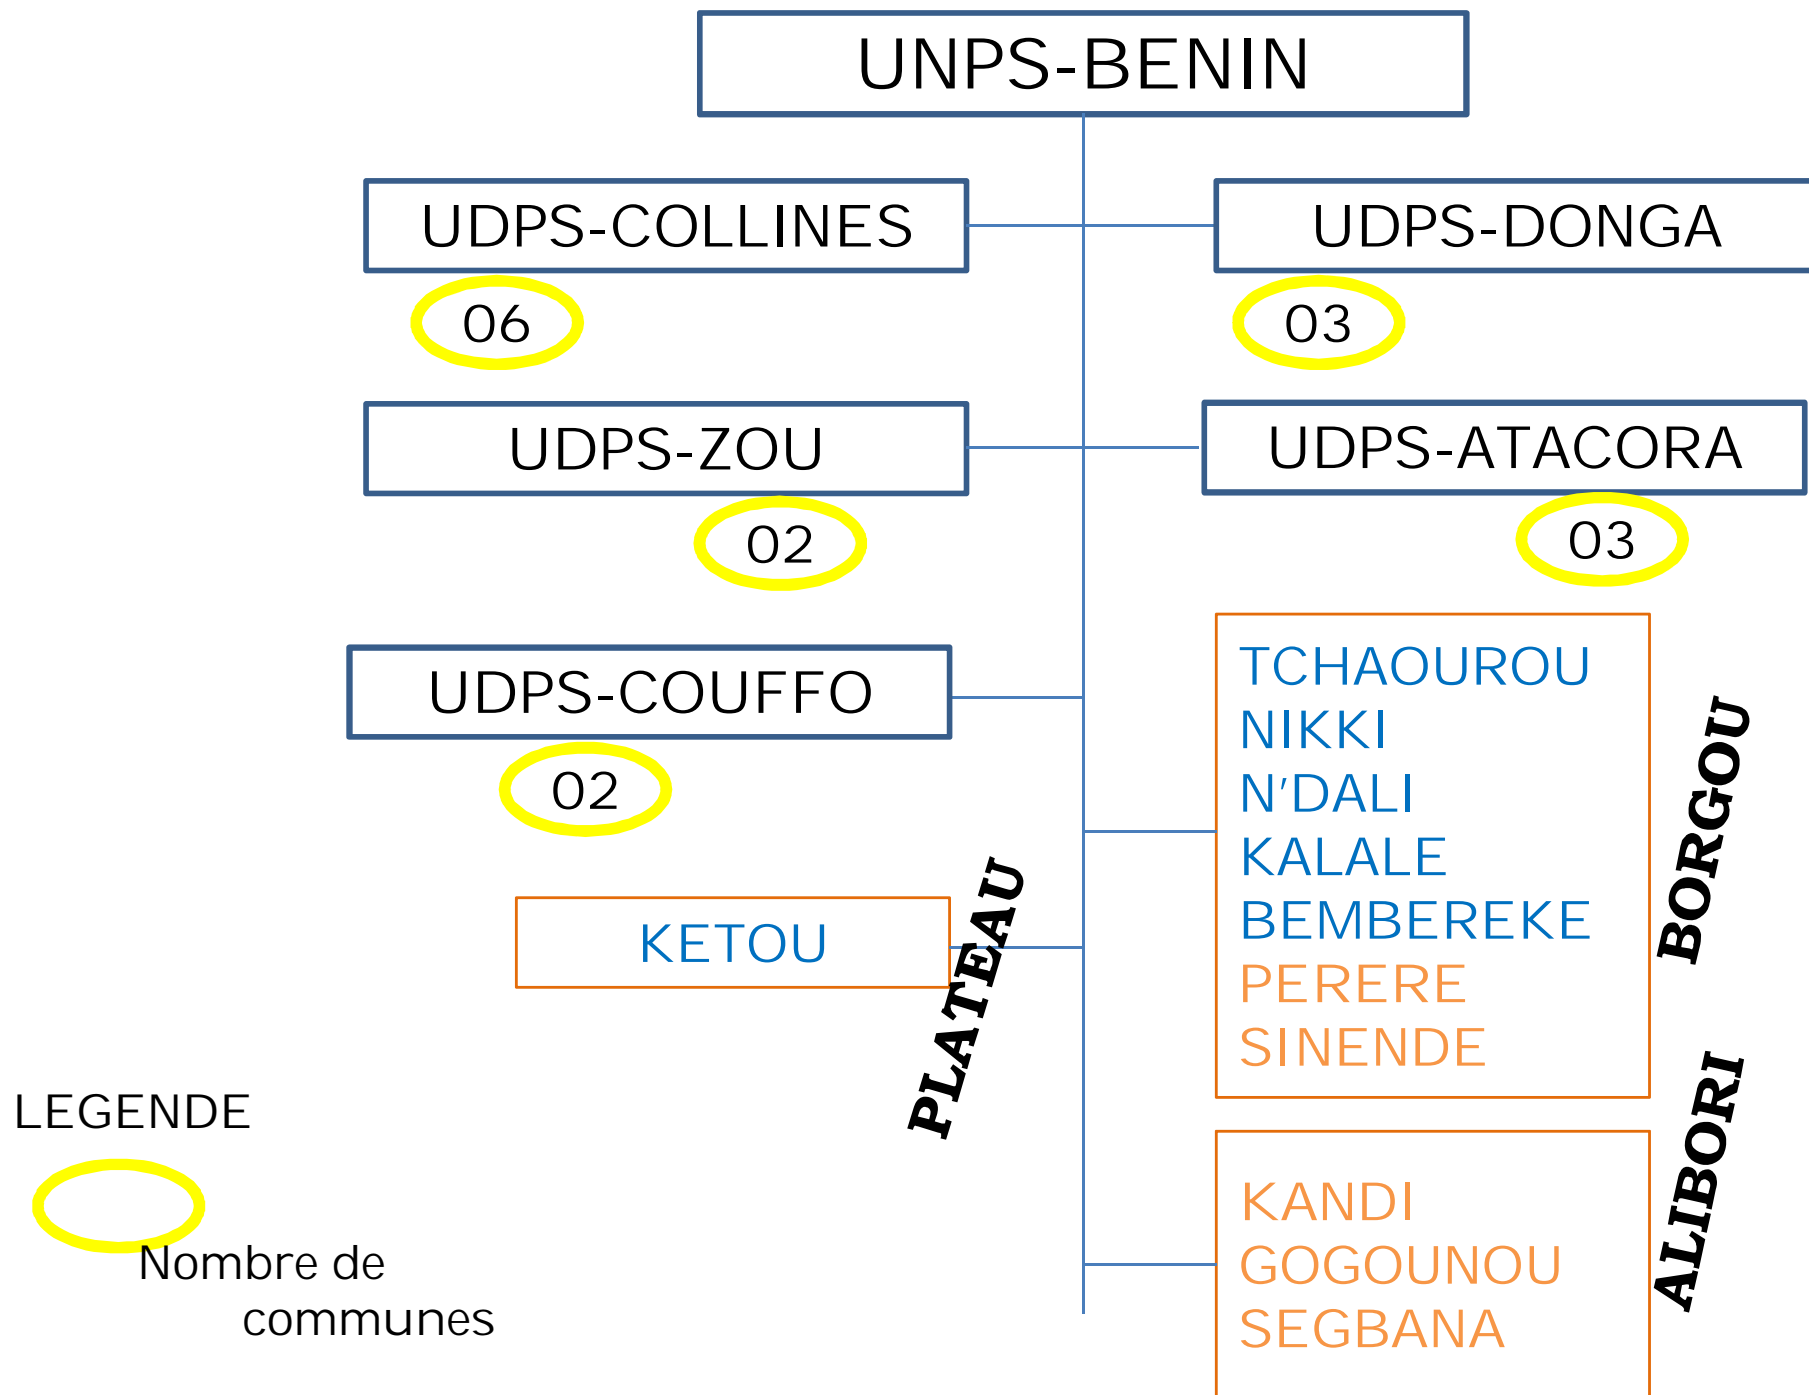 UNPS-BENIN
UDPS-COLLINES
UDPS-DONGA
06
03
UDPS-ZOU
UDPS-ATACORA
02
03
UDPS-COUFFO
02
TCHAOUROU
NIKKI
N'DALI
KALALE
BEMBEREKE
PERERE
SINENDE
BORGOU
KETOU
PLATEAU
KANDI
GOGOUNOU
SEGBANA
ALIBORI
LEGENDE
Nombre de
communes